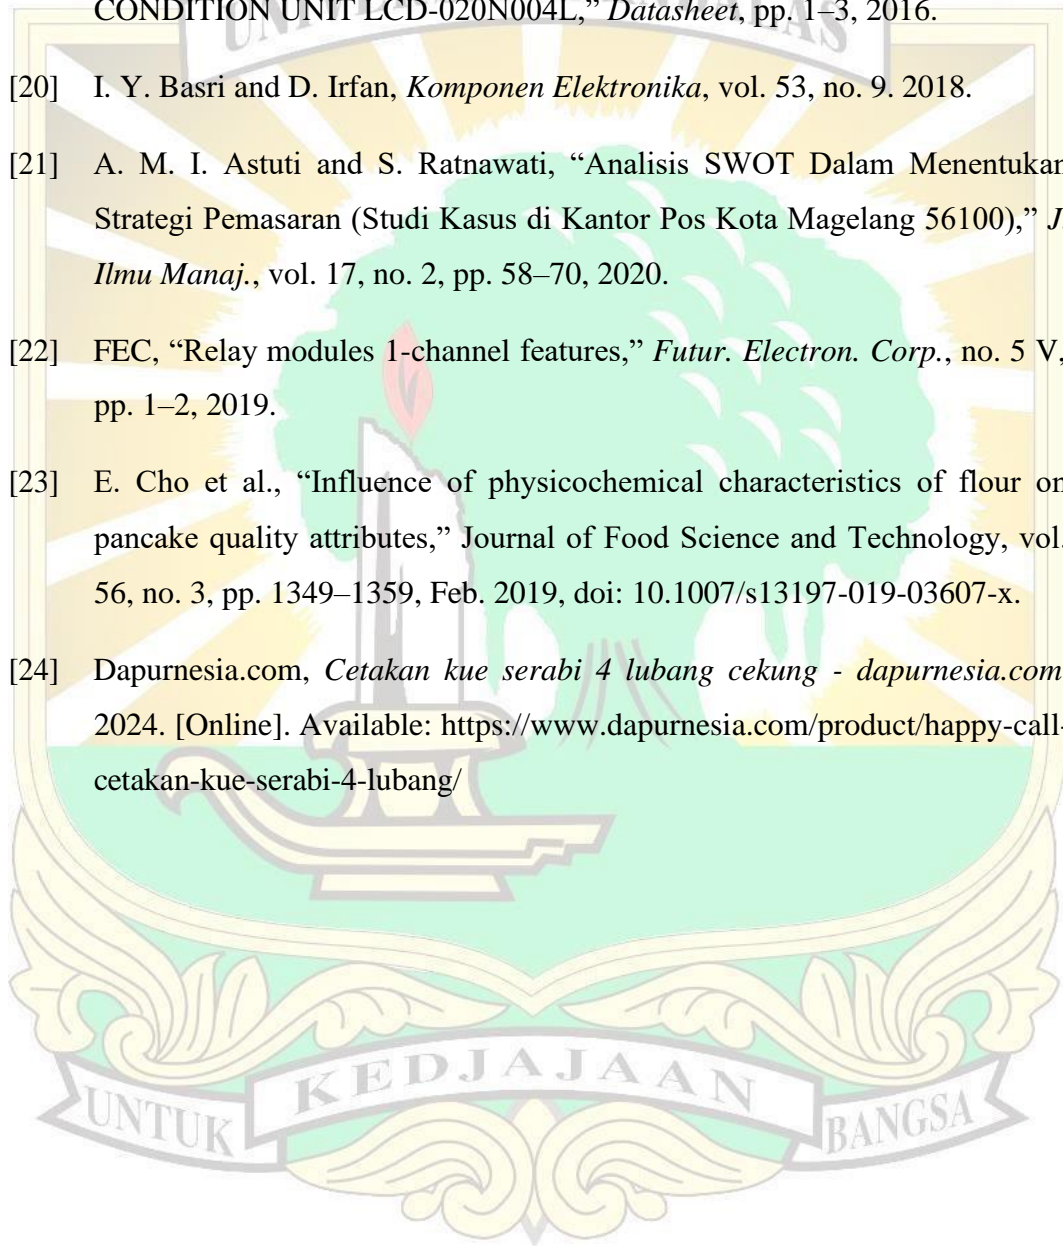 CONDITION UNIT LCD-020N004L,” Datasheet, pp. 1–3, 2016.
[20] I. Y. Basri and D. Irfan, Komponen Elektronika, vol. 53, no. 9. 2018.
[21] A. M. I. Astuti and S. Ratnawati, “Analisis SWOT Dalam Menentukan
Strategi Pemasaran (Studi Kasus di Kantor Pos Kota Magelang 56100),” J.
Ilmu Manaj., vol. 17, no. 2, pp. 58–70, 2020.
[22] FEC, “Relay modules 1-channel features,” Futur. Electron. Corp., no. 5 V,
pp. 1–2, 2019.
[23] E. Cho et al., “Influence of physicochemical characteristics of flour on
pancake quality attributes,” Journal of Food Science and Technology, vol.
56, no. 3, pp. 1349–1359, Feb. 2019, doi: 10.1007/s13197-019-03607-x.
[24] Dapurnesia.com, Cetakan kue serabi 4 lubang cekung - dapurnesia.com
2024. [Online]. Available: https://www.dapurnesia.com/product/happy-call-
cetakan-kue-serabi-4-lubang/
UNTUK KEDJAJAAN BANGSA